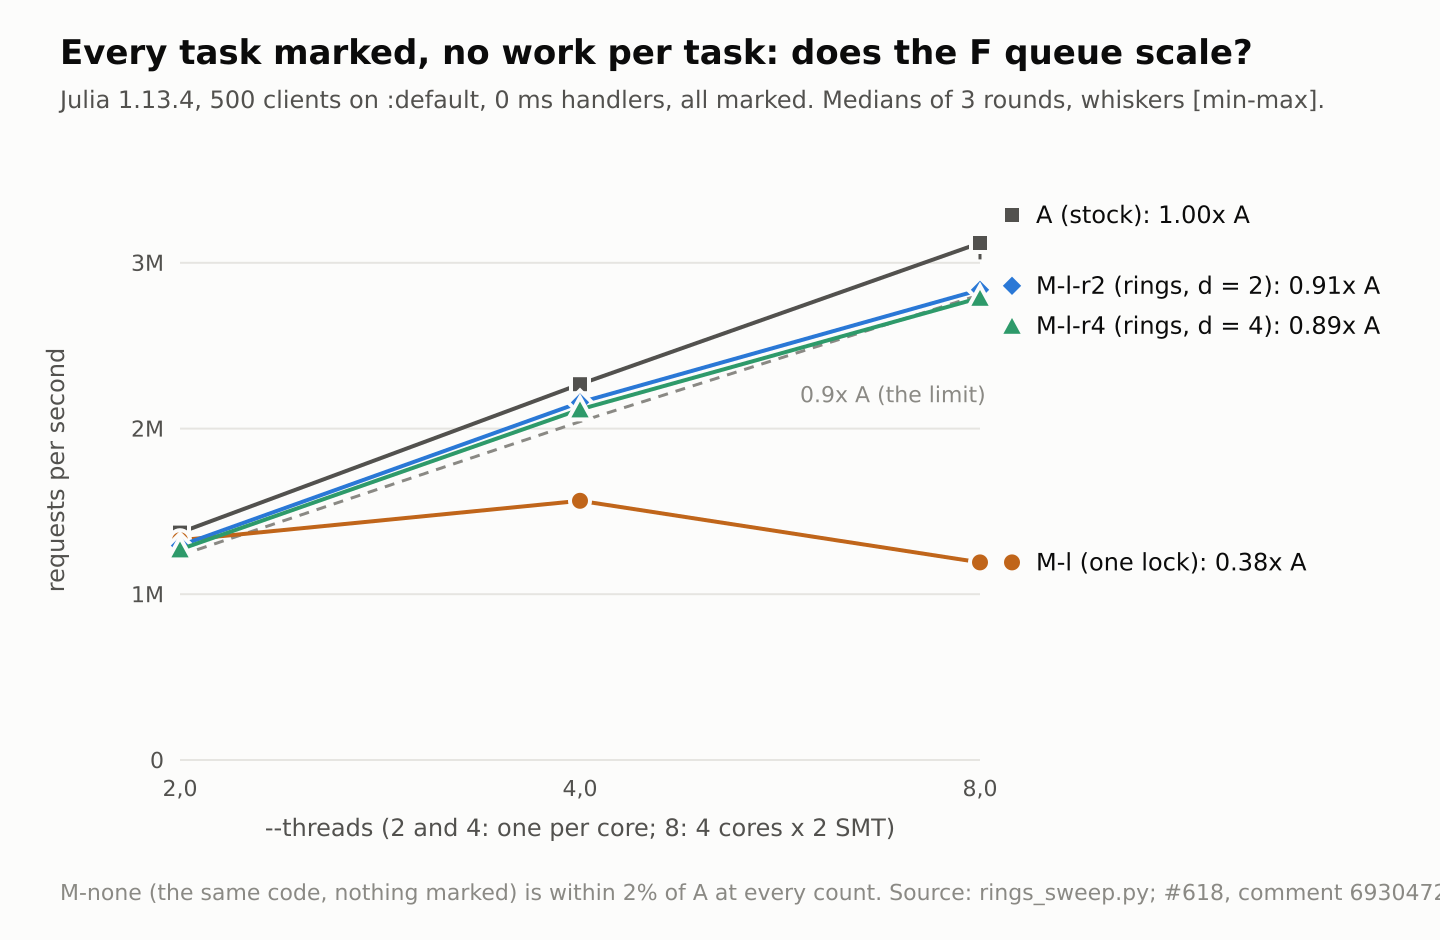 Every task marked, no work per task: does the F queue scale?
Julia 1.13.4, 500 clients on :default, 0 ms handlers, all marked. Medians of 3 rounds, whiskers [min-max].
A (stock): 1.00x A
3M
M-l-r2 (rings, d = 2): 0.91x A
M-l-r4 (rings, d = 4): 0.89x A
0.9x A (the limit)
2M
requests per second
M-l (one lock): 0.38x A
1M
0
2,0
4,0
8,0
--threads (2 and 4: one per core; 8: 4 cores x 2 SMT)
M-none (the same code, nothing marked) is within 2% of A at every count. Source: rings_sweep.py; #618, comment 6930472